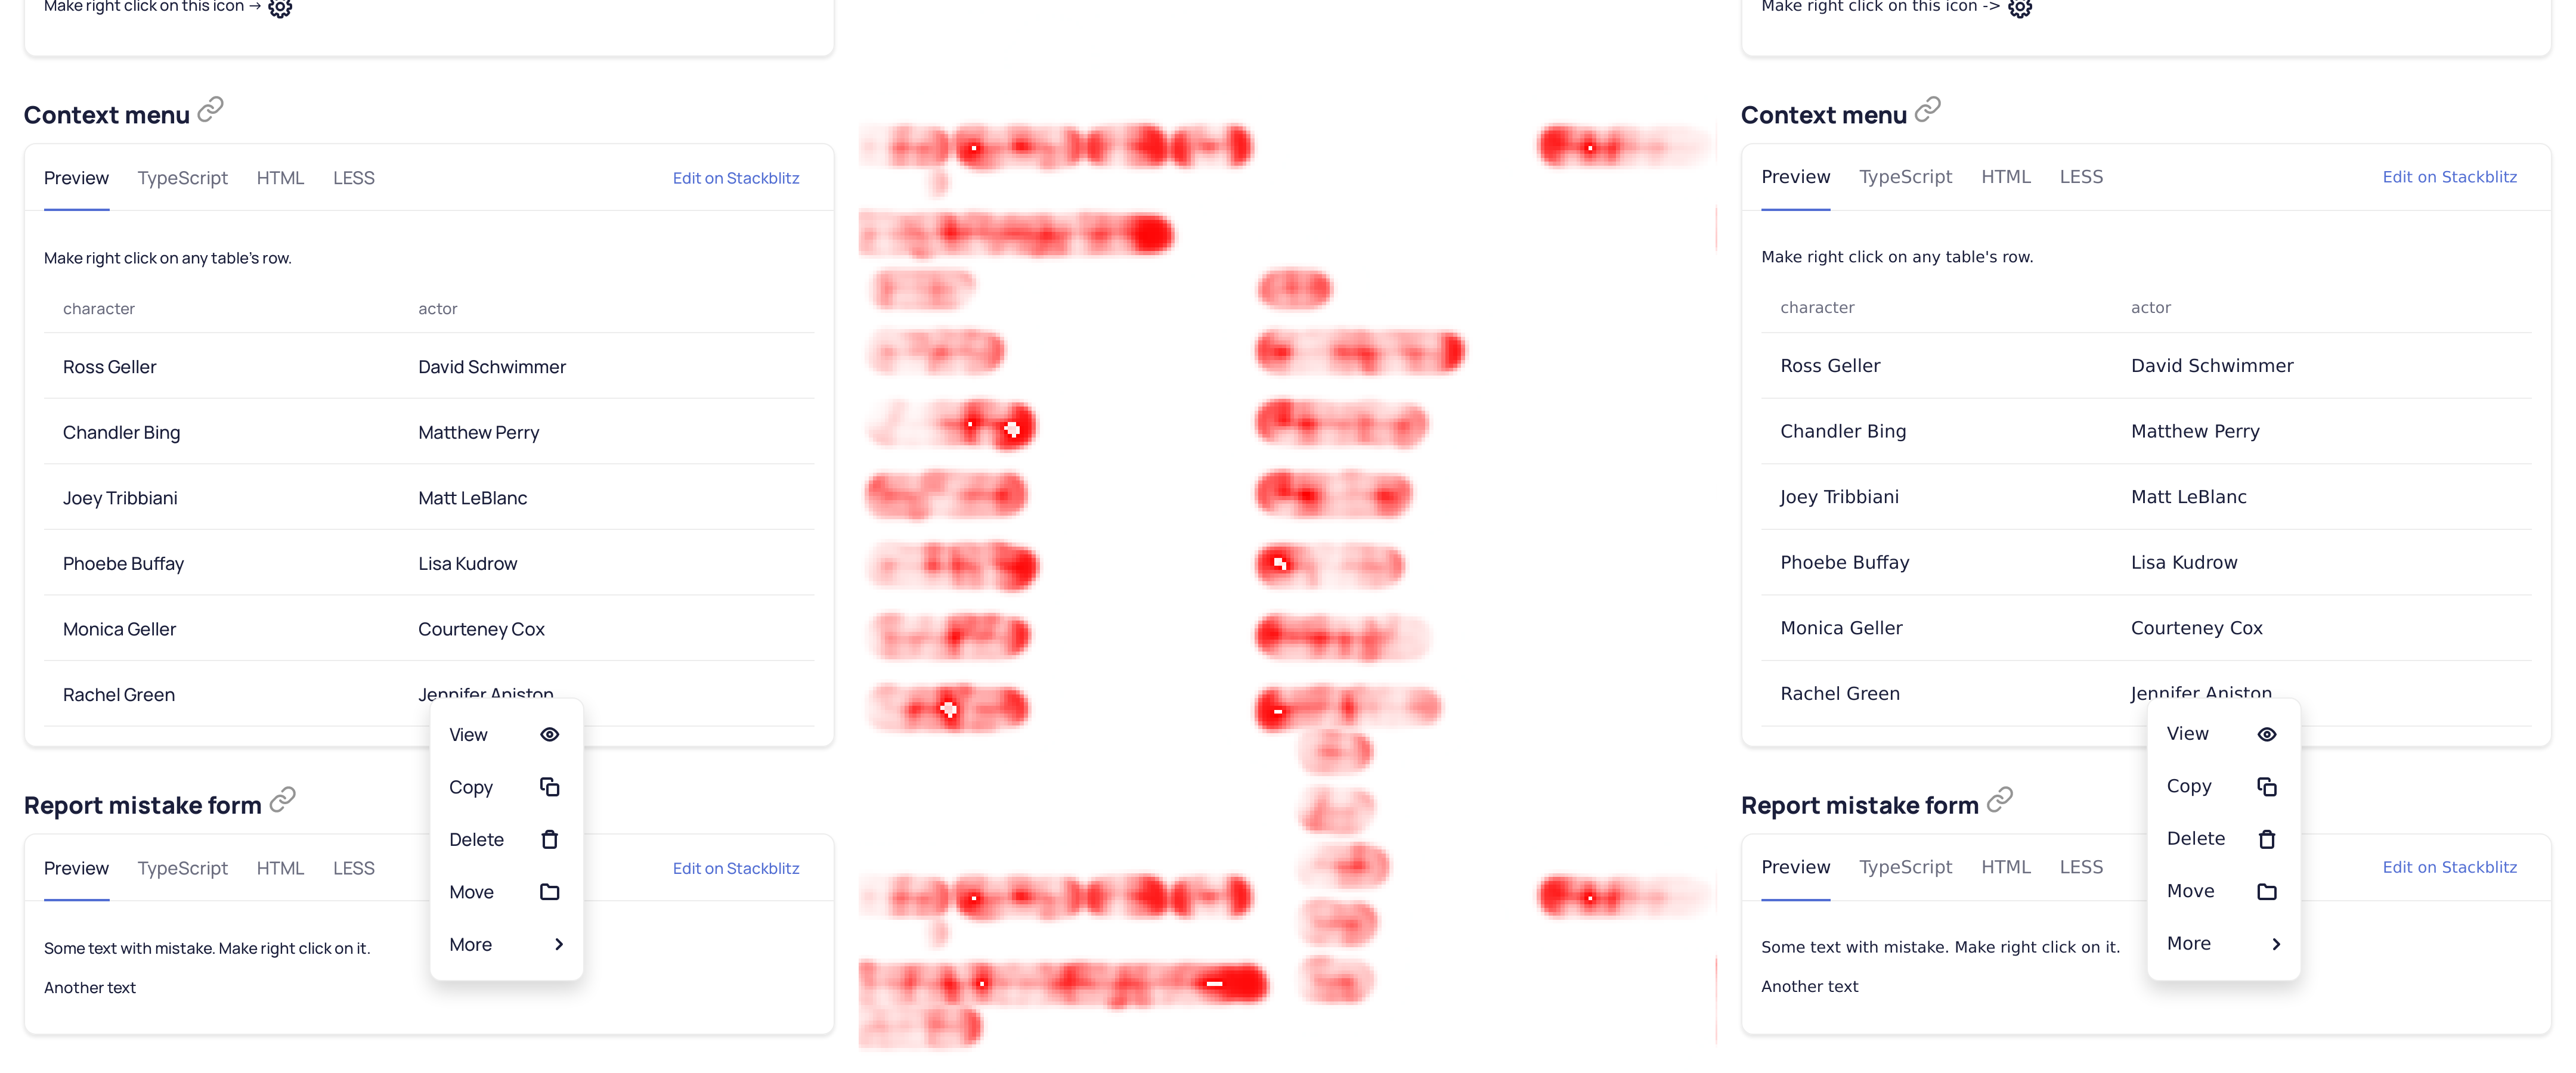 Make right click on this icon →
Context menu
Preview TypeScript HTML LESS Edit on Stackblitz
Make right click on any table's row.
character actor
Ross Geller David Schwimmer
Chandler Bing Matthew Perry
Joey Tribbiani Matt LeBlanc
Phoebe Buffay Lisa Kudrow
Monica Geller Courteney Cox
Rachel Green Jennifer Aniston
View
Copy
Delete
Move
More
Report mistake form
Preview TypeScript HTML LESS Edit on Stackblitz
Some text with mistake. Make right click on it.
Another text
Make right click on this icon ->
Context menu
Preview TypeScript HTML LESS Edit on Stackblitz
Make right click on any table's row.
character actor
Ross Geller David Schwimmer
Chandler Bing Matthew Perry
Joey Tribbiani Matt LeBlanc
Phoebe Buffay Lisa Kudrow
Monica Geller Courteney Cox
Rachel Green Jennifer Aniston
View
Copy
Delete
Move
More
Report mistake form
Preview TypeScript HTML LESS Edit on Stackblitz
Some text with mistake. Make right click on it.
Another text